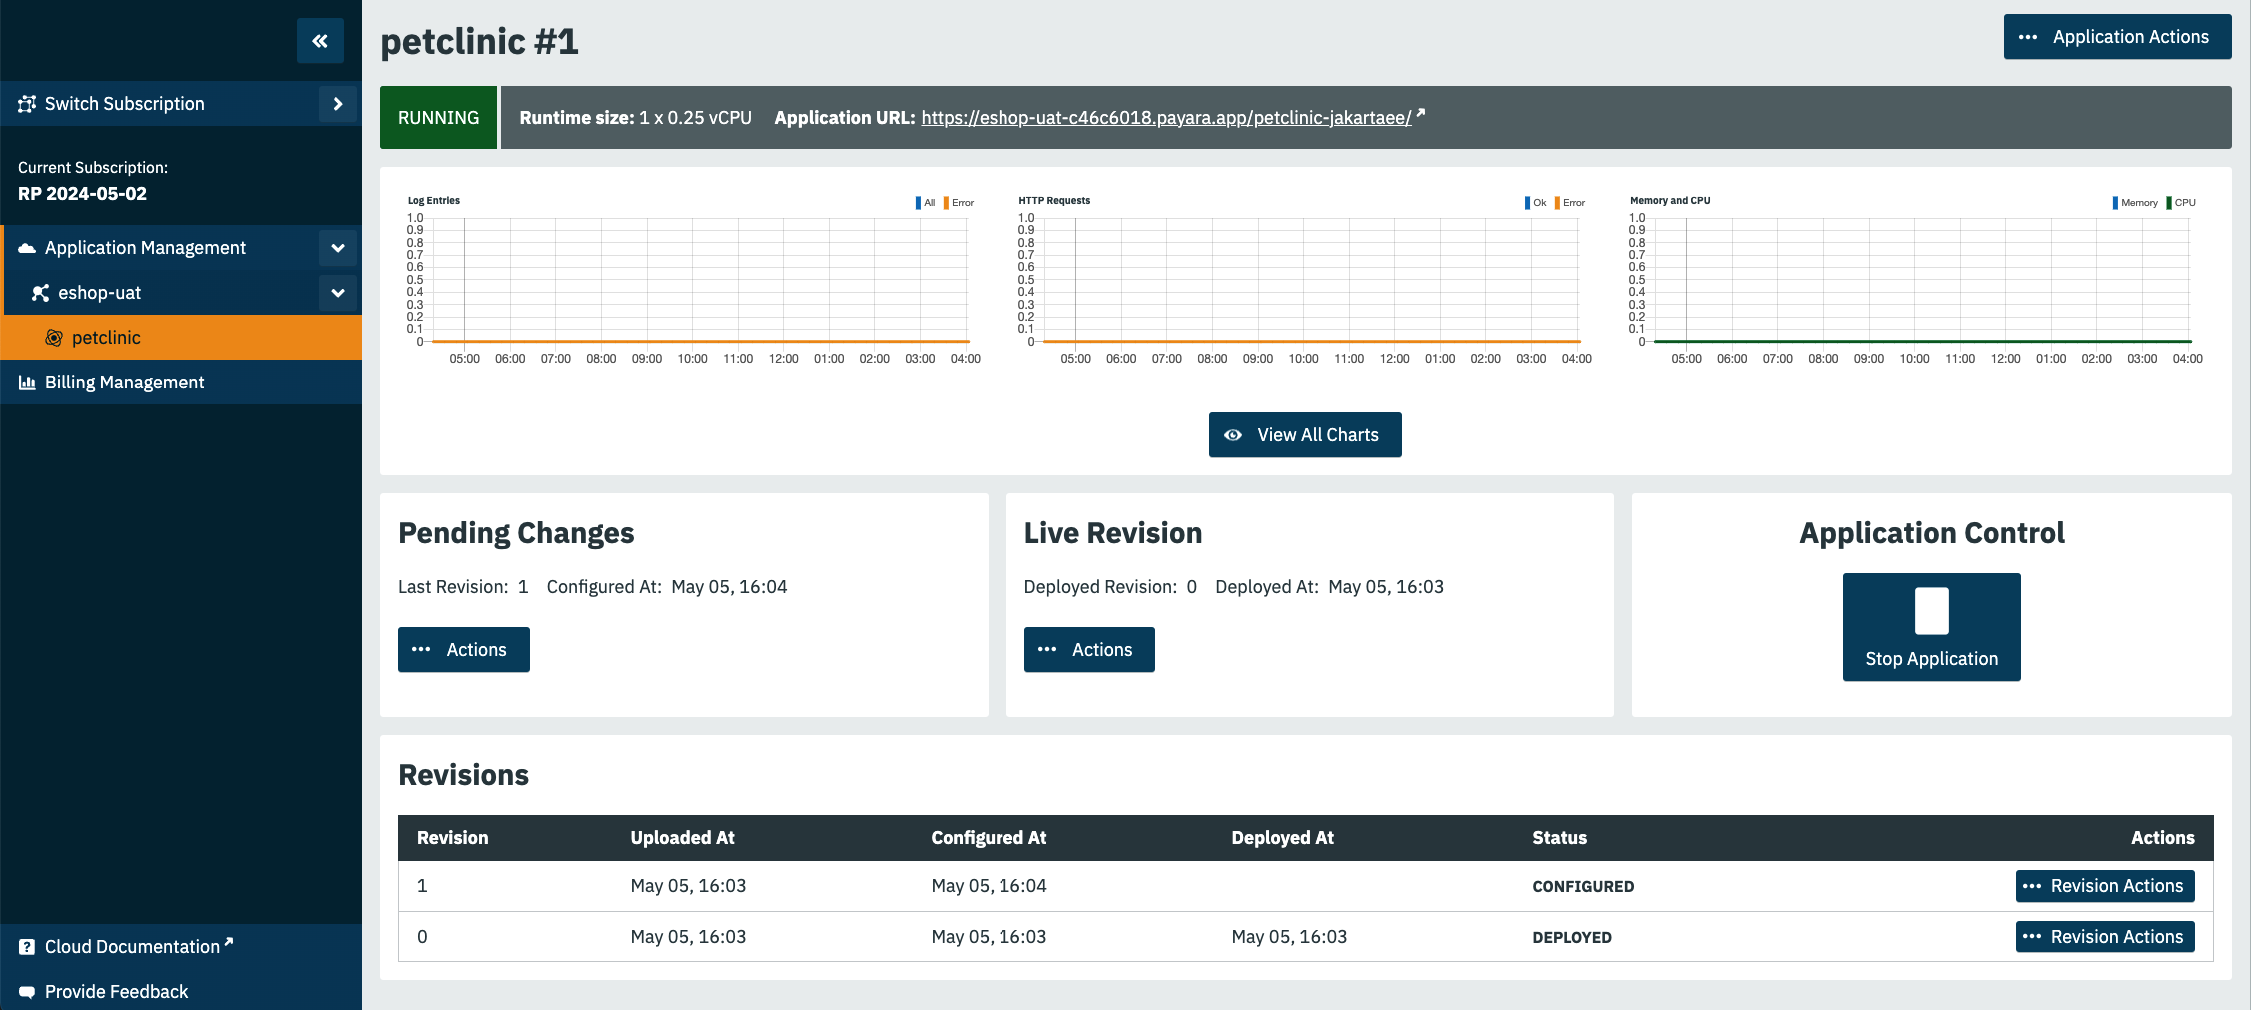 petclinic #1
Application Actions
Switch Subscription
Current Subscription:
RP 2024-05-02
Application Management
eshop-uat
petclinic
Billing Management
Cloud Documentation
Provide Feedback
RUNNING Runtime size: 1 x 0.25 vCPU Application URL: https://eshop-uat-c46c6018.payara.app/petclinic-jakartaee/
Log Entries All Error
1.0
0.9
0.8
0.7
0.6
0.5
0.4
0.3
0.2
0.1
0
05:00 06:00 07:00 08:00 09:00 10:00 11:00 12:00 01:00 02:00 03:00 04:00
HTTP Requests Ok Error
1.0
0.9
0.8
0.7
0.6
0.5
0.4
0.3
0.2
0.1
0
05:00 06:00 07:00 08:00 09:00 10:00 11:00 12:00 01:00 02:00 03:00 04:00
Memory and CPU Memory CPU
1.0
0.9
0.8
0.7
0.6
0.5
0.4
0.3
0.2
0.1
0
05:00 06:00 07:00 08:00 09:00 10:00 11:00 12:00 01:00 02:00 03:00 04:00
View All Charts
Pending Changes
Last Revision: 1 Configured At: May 05, 16:04
Actions
Live Revision
Deployed Revision: 0 Deployed At: May 05, 16:03
Actions
Application Control
Stop Application
Revisions
Revision Uploaded At Configured At Deployed At Status Actions
1 May 05, 16:03 May 05, 16:04 CONFIGURED Revision Actions
0 May 05, 16:03 May 05, 16:03 May 05, 16:03 DEPLOYED Revision Actions